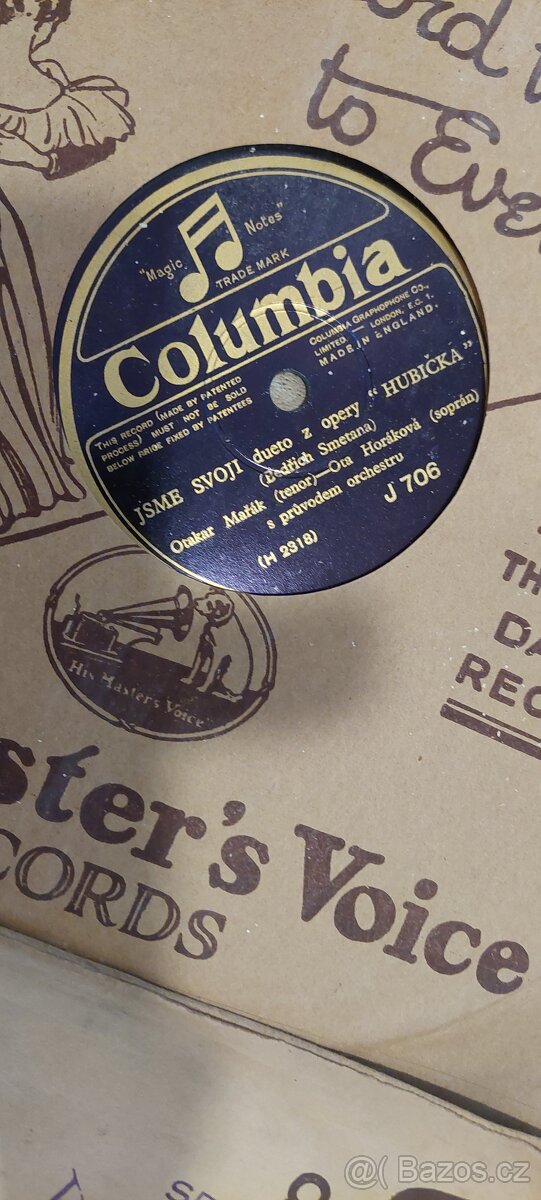 ord
to Eve
"Magic Notes"
TRADE MARK
Columbia
COLUMBIA GRAPHOPHONE CO.,
LIMITED — LONDON, E.C. 1.
MADE IN ENGLAND.
THIS RECORD (MADE BY PATENTED
PROCESS) MUST NOT BE SOLD
BELOW PRICE FIXED BY PATENTEES
JSME SVOJI dueto z opery "HUBIČKA"
(Bedřich Smetana)
Otakar Mařák (tenor)—Ota Horáková (soprán)
s průvodem orchestru
J 706
(H 2318)
"His Master's Voice"
TH
DA
REC
ster's Voice
CORDS
Bazos.cz